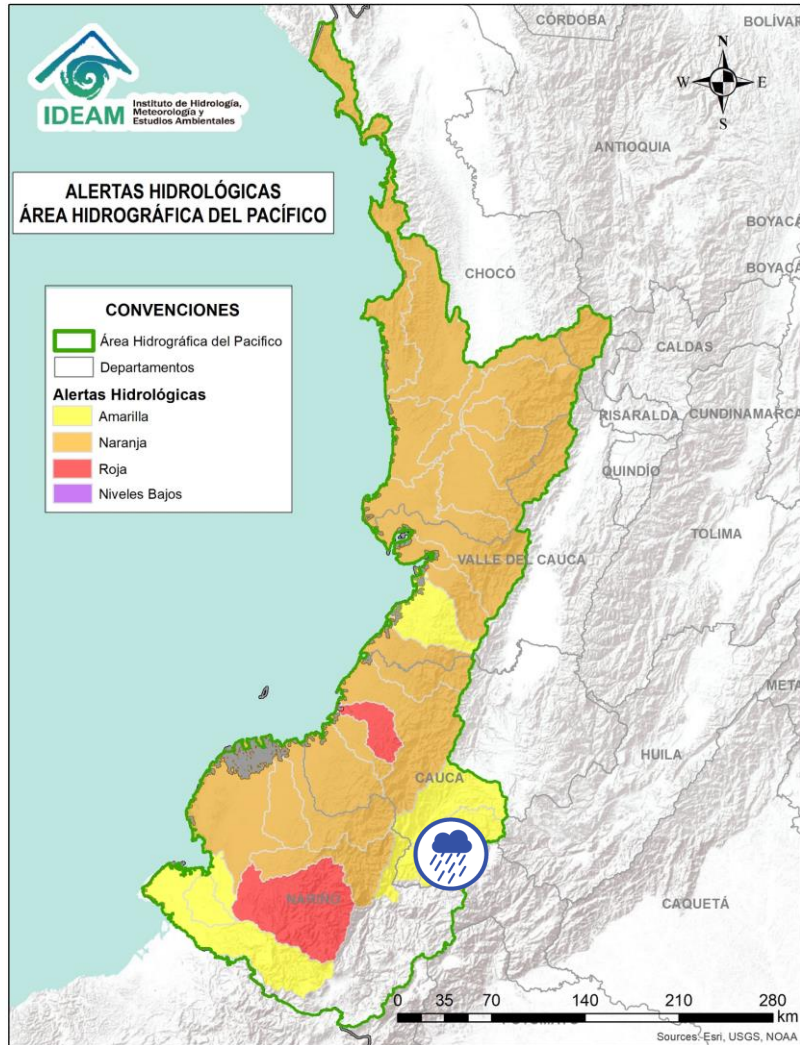 IDEAM
Instituto de Hidrología,
Meteorología y
Estudios Ambientales
ALERTAS HIDROLÓGICAS
ÁREA HIDROGRÁFICA DEL PACÍFICO
CONVENCIONES
Área Hidrográfica del Pacifico
Departamentos
Alertas Hidrológicas
Amarilla
Naranja
Roja
Niveles Bajos
CÓRDOBA
BOLÍVAR
N
W
E
S
ANTIOQUIA
BOYACÁ
BOYACÁ
CHOCÓ
CALDAS
RISARALDA
CUNDINAMARCA
QUINDÍO
TOLIMA
VALLE DEL CAUCA
META
HUILA
CAUCA
NARIÑO
CAQUETÁ
0 35 70 140 210 280
km
Sources: Esri, USGS, NOAA